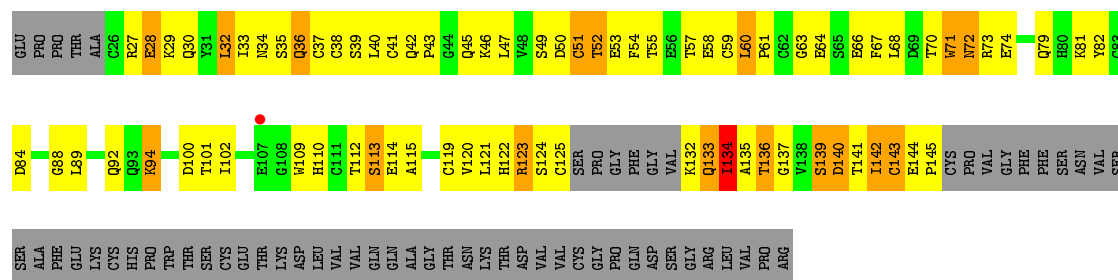 GLU PRO PRO THR ALA C26 R27 E28 K29 Q30 Y31 L32 I33 N34 S35 Q36 C37 C38 S39 L40 C41 Q42 P43 G44 Q45 K46 L47 V48 S49 D50 C51 T52 E53 F54 T55 E56 T57 E58 C59 L60 P61 C62 G63 E64 S65 E66 F67 L68 D69 T70 W71 N72 R73 E74 Q79 H80 K81 Y82 C83
D84 G88 L89 Q92 Q93 K94 D100 T101 I102 E107 G108 W109 H110 C111 T112 S113 E114 A115 C119 V120 L121 H122 R123 S124 C125 SER PRO GLY PHE GLY VAL K132 Q133 I134 A135 T136 G137 V138 S139 D140 T141 I142 C143 E144 P145 CYS PRO VAL GLY PHE PHE SER ASN VAL SER
SER ALA PHE GLU LYS CYS HIS PRO TRP THR SER CYS GLU THR LYS ASP LEU VAL VAL GLN GLN ALA GLY THR ASN LYS THR ASP VAL VAL CYS GLY PRO GLN ASP SER GLY ARG LEU VAL PRO ARG